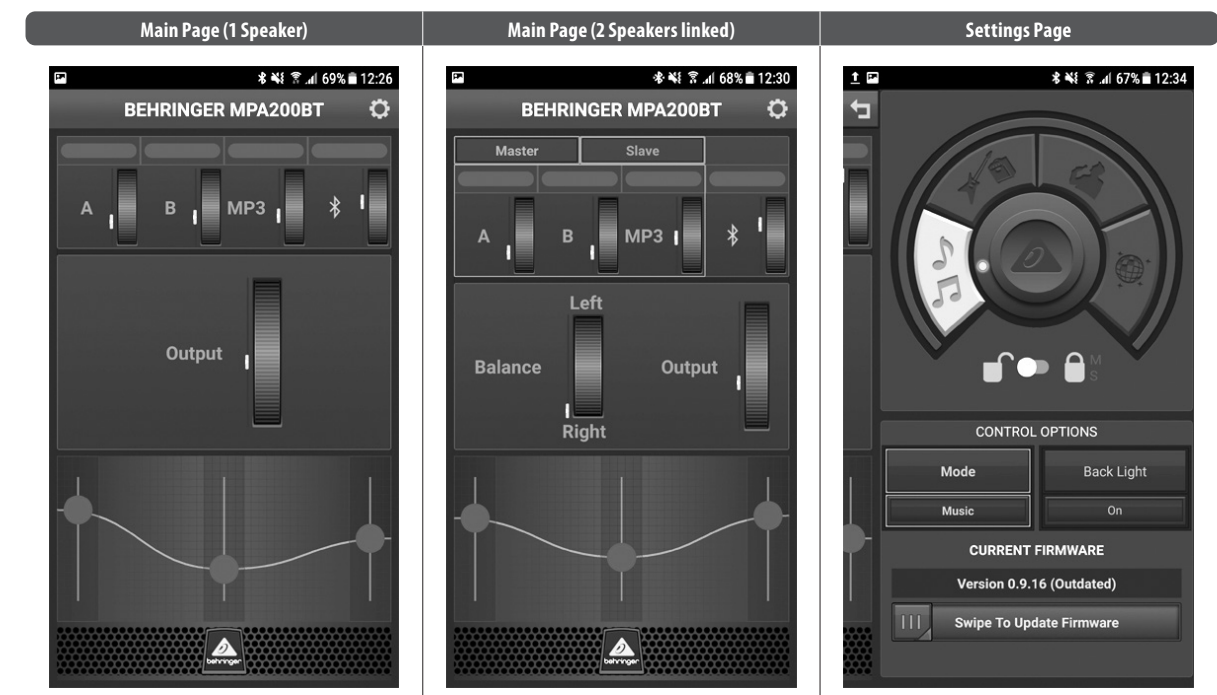 Main Page (1 Speaker)
69% 12:26
BEHRINGER MPA200BT
A B MP3
Output
behringer
Main Page (2 Speakers linked)
68% 12:30
BEHRINGER MPA200BT
Master Slave
A B MP3
Left
Balance Output
Right
behringer
Settings Page
67% 12:34
M
S
CONTROL OPTIONS
Mode Back Light
Music On
CURRENT FIRMWARE
Version 0.9.16 (Outdated)
Swipe To Update Firmware